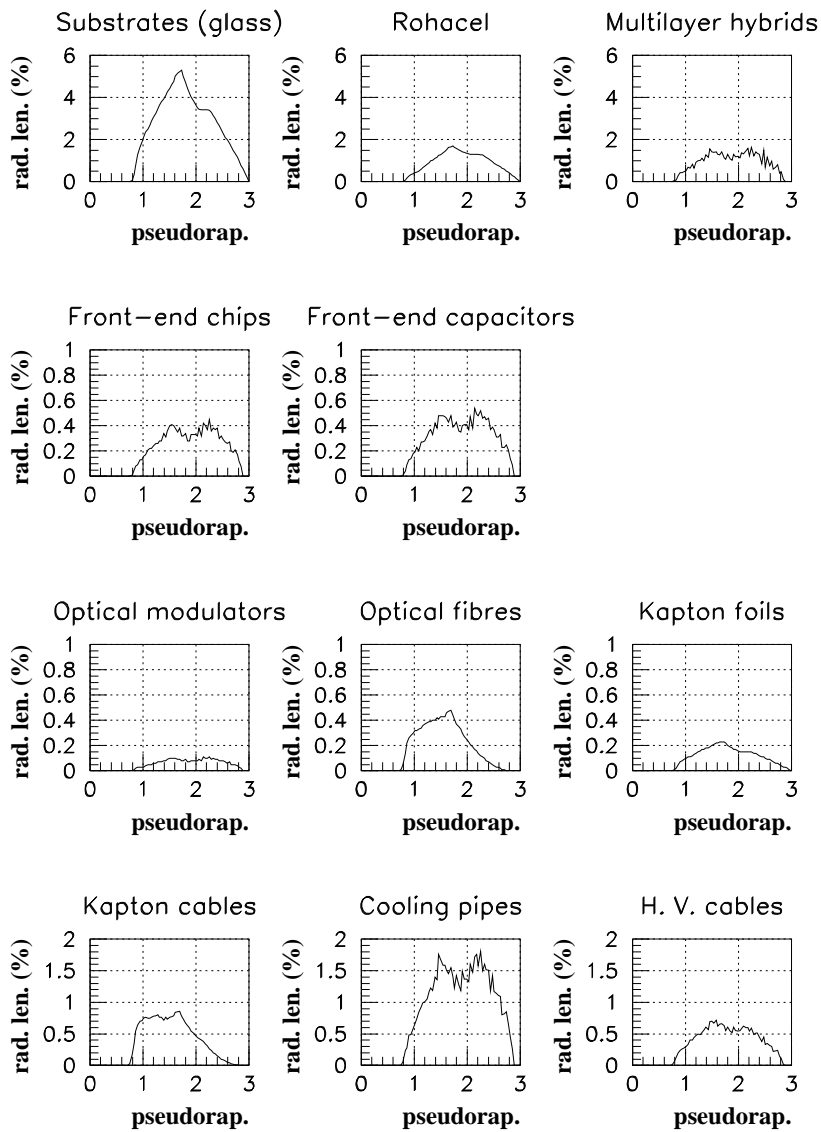 Substrates (glass) Rohacel Multilayer hybrids
rad. len. (%) 6 4 2 0 rad. len. (%) 6 4 2 0 rad. len. (%) 6 4 2 0
0 1 2 3 0 1 2 3 0 1 2 3
pseudorap. pseudorap. pseudorap.
Front-end chips Front-end capacitors
rad. len. (%) 1 0.8 0.6 0.4 0.2 0 rad. len. (%) 1 0.8 0.6 0.4 0.2 0
0 1 2 3 0 1 2 3
pseudorap. pseudorap.
Optical modulators Optical fibres Kapton foils
rad. len. (%) 1 0.8 0.6 0.4 0.2 0 rad. len. (%) 1 0.8 0.6 0.4 0.2 0 rad. len. (%) 1 0.8 0.6 0.4 0.2 0
0 1 2 3 0 1 2 3 0 1 2 3
pseudorap. pseudorap. pseudorap.
Kapton cables Cooling pipes H. V. cables
rad. len. (%) 2 1.5 1 0.5 0 rad. len. (%) 2 1.5 1 0.5 0 rad. len. (%) 2 1.5 1 0.5 0
0 1 2 3 0 1 2 3 0 1 2 3
pseudorap. pseudorap. pseudorap.